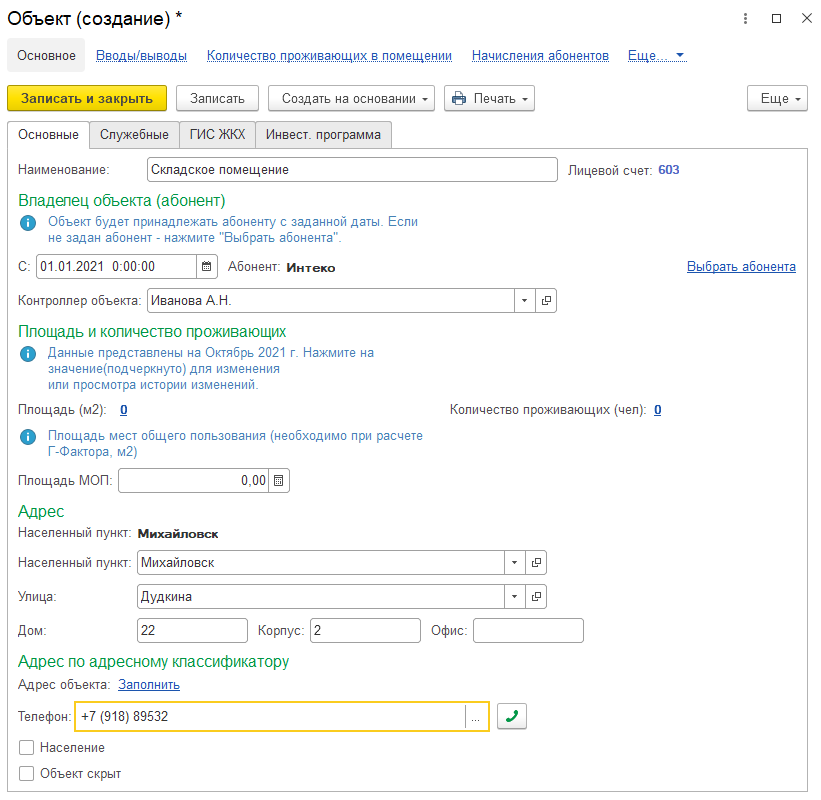 Объект (создание) *
Основное Вводы/выводы Количество проживающих в помещении Начисления абонентов Еще...
Записать и закрыть Записать Создать на основании Печать Еще
Основные Служебные ГИС ЖКХ Инвест. программа
Наименование: Складское помещение Лицевой счет: 603
Владелец объекта (абонент)
Объект будет принадлежать абоненту с заданной даты. Если
не задан абонент - нажмите "Выбрать абонента".
С: 01.01.2021 0:00:00 Абонент: Интеко Выбрать абонента
Контроллер объекта: Иванова А.Н.
Площадь и количество проживающих
Данные представлены на Октябрь 2021 г. Нажмите на
значение(подчеркнуто) для изменения
или просмотра истории изменений.
Площадь (м2): 0 Количество проживающих (чел): 0
Площадь мест общего пользования (необходимо при расчете
Г-Фактора, м2)
Площадь МОП: 0,00
Адрес
Населенный пункт: Михайловск
Населенный пункт: Михайловск
Улица: Дудкина
Дом: 22 Корпус: 2 Офис:
Адрес по адресному классификатору
Адрес объекта: Заполнить
Телефон: +7 (918) 89532 ...
Население
Объект скрыт